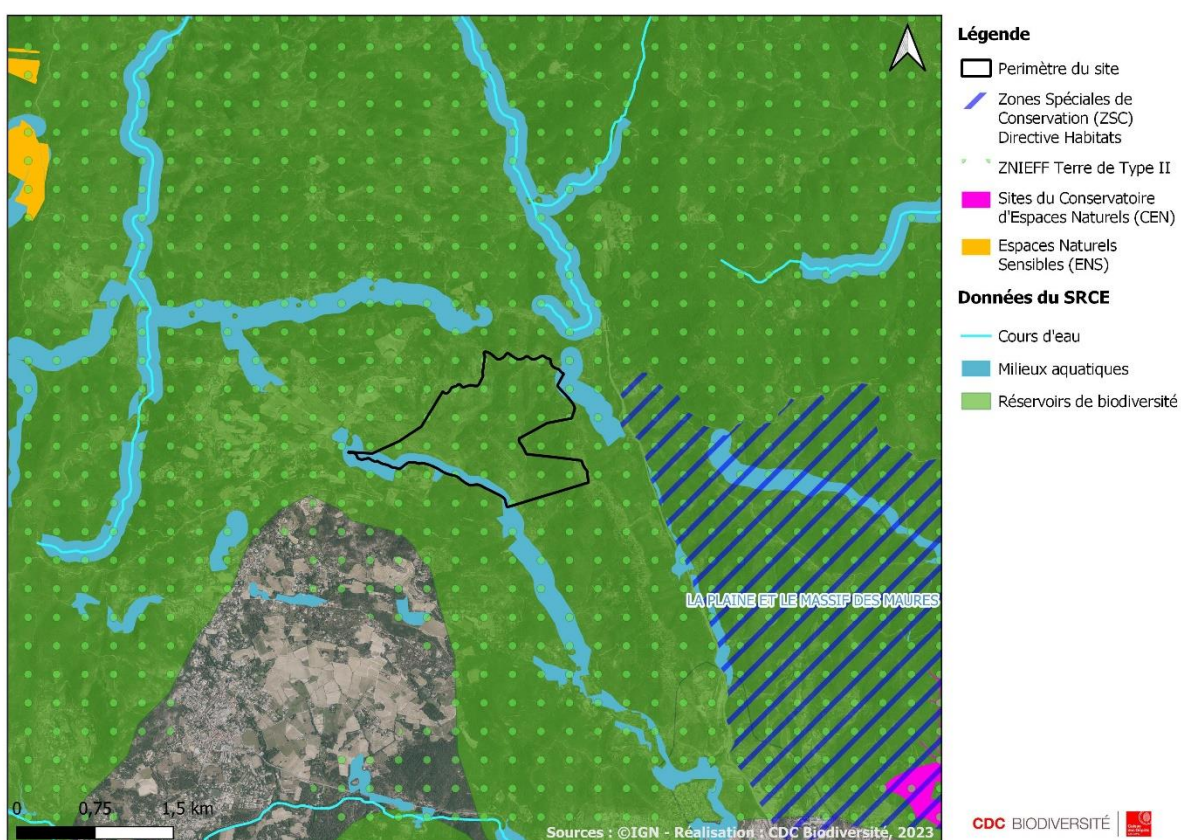 Légende
Perimètre du site
Zones Spéciales de
Conservation (ZSC)
Directive Habitats
ZNIEFF Terre de Type II
Sites du Conservatoire
d'Espaces Naturels (CEN)
Espaces Naturels
Sensibles (ENS)
Données du SRCE
Cours d'eau
Milieux aquatiques
Réservoirs de biodiversité
LA PLAINE ET LE MASSIF DES MAURES
0 0,75 1,5 km
Sources : ©IGN - Réalisation : CDC Biodiversité, 2023
CDC BIODIVERSITÉ